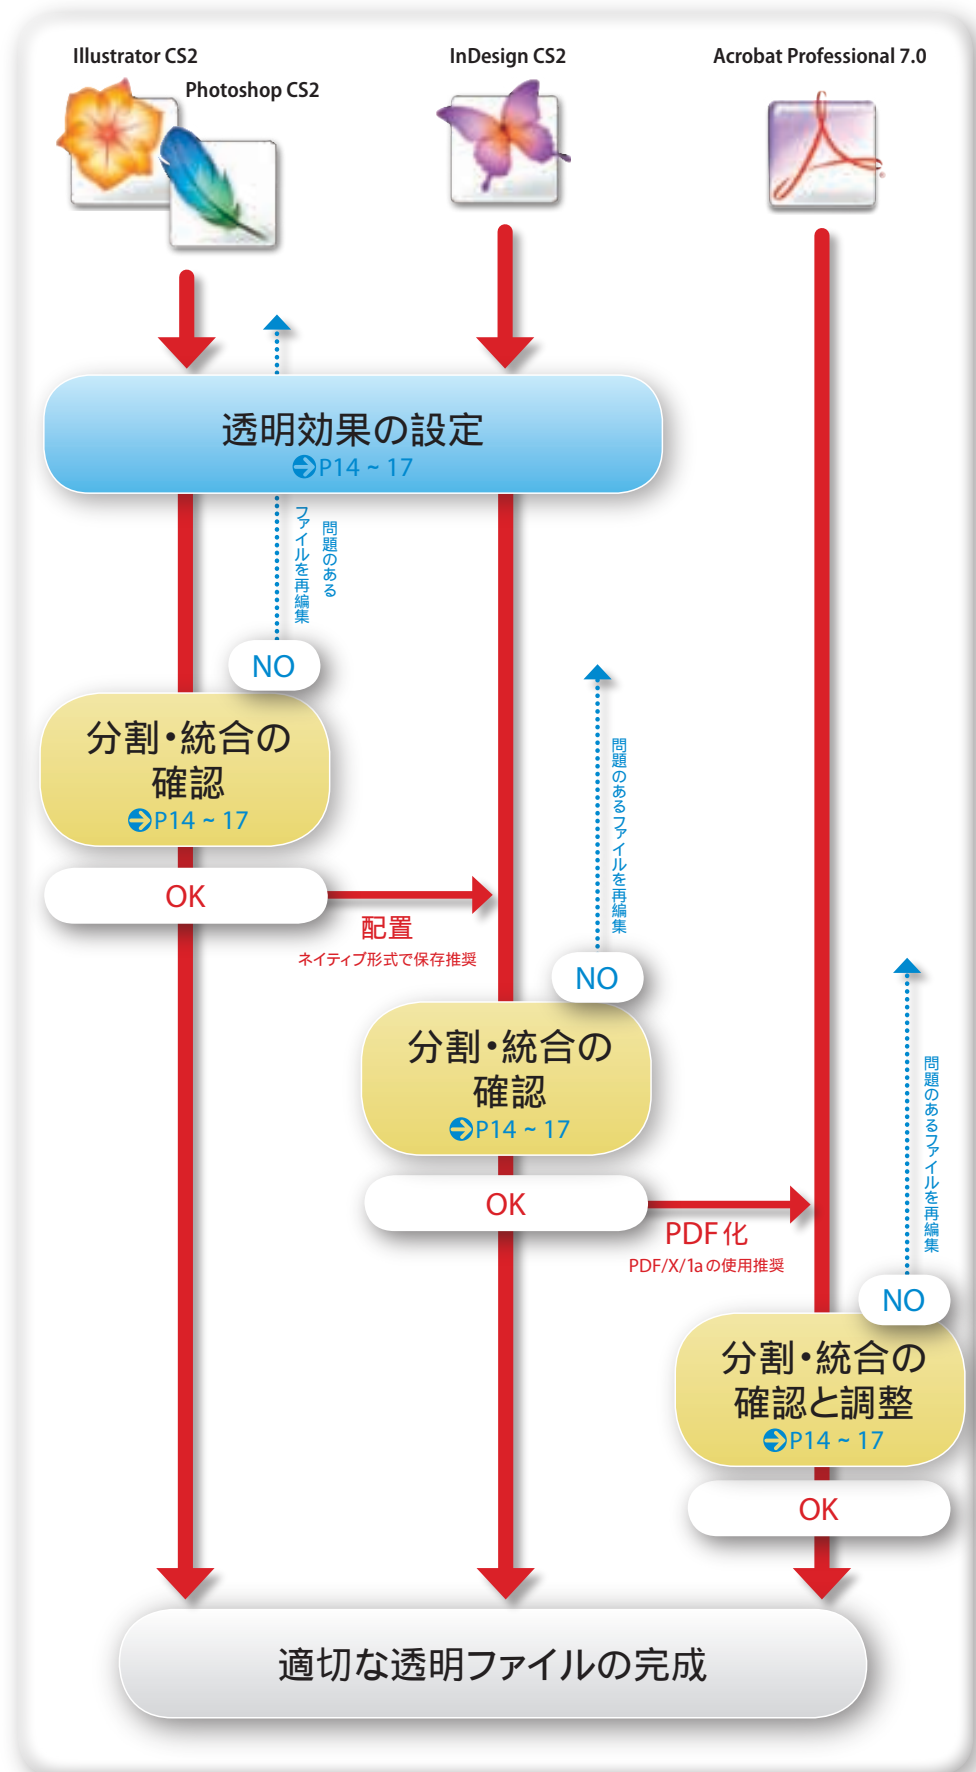 Illustrator CS2
Photoshop CS2
InDesign CS2
Acrobat Professional 7.0
透明効果の設定
P14 ~ 17
問題のある
ファイルを再編集
NO
分割・統合の
確認
P14 ~ 17
OK
配置
ネイティブ形式で保存推奨
問題のあるファイルを再編集
NO
分割・統合の
確認
P14 ~ 17
OK
PDF 化
PDF/X/1aの使用推奨
問題のあるファイルを再編集
NO
分割・統合の
確認と調整
P14 ~ 17
OK
適切な透明ファイルの完成